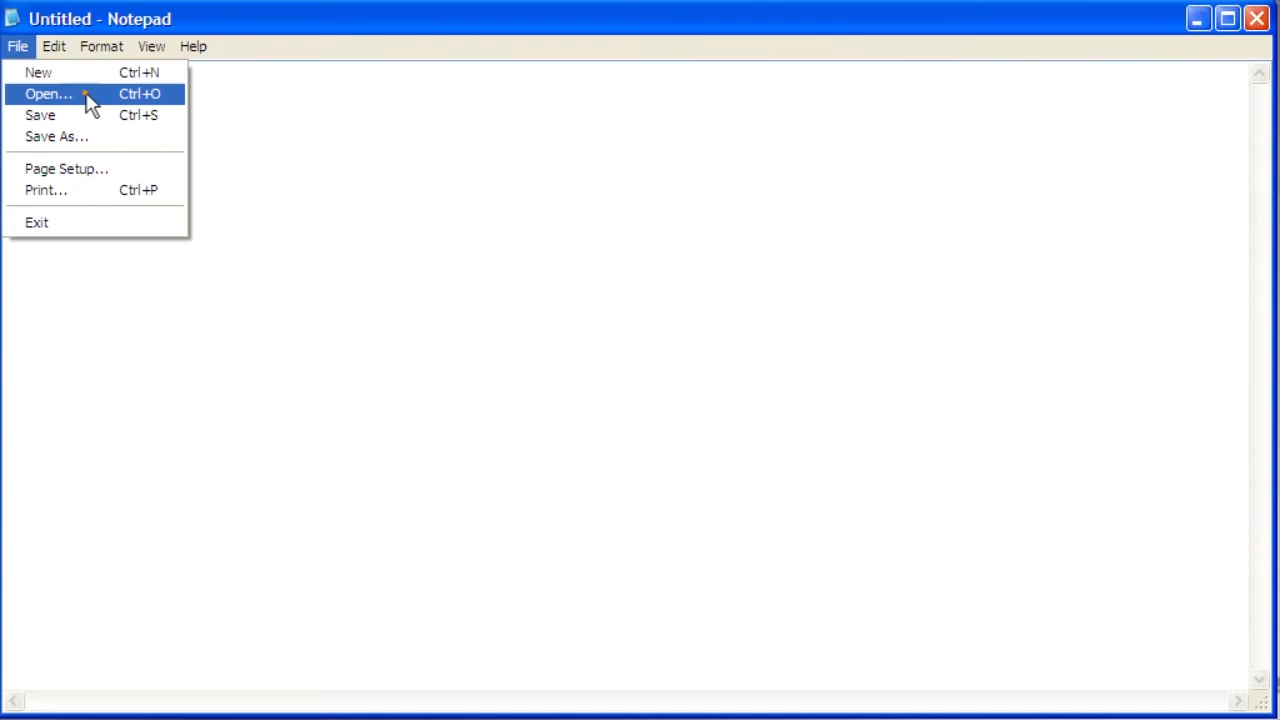 Untitled - Notepad
File Edit Format View Help
New Ctrl+N
Open... Ctrl+O
Save Ctrl+S
Save As...
Page Setup...
Print... Ctrl+P
Exit